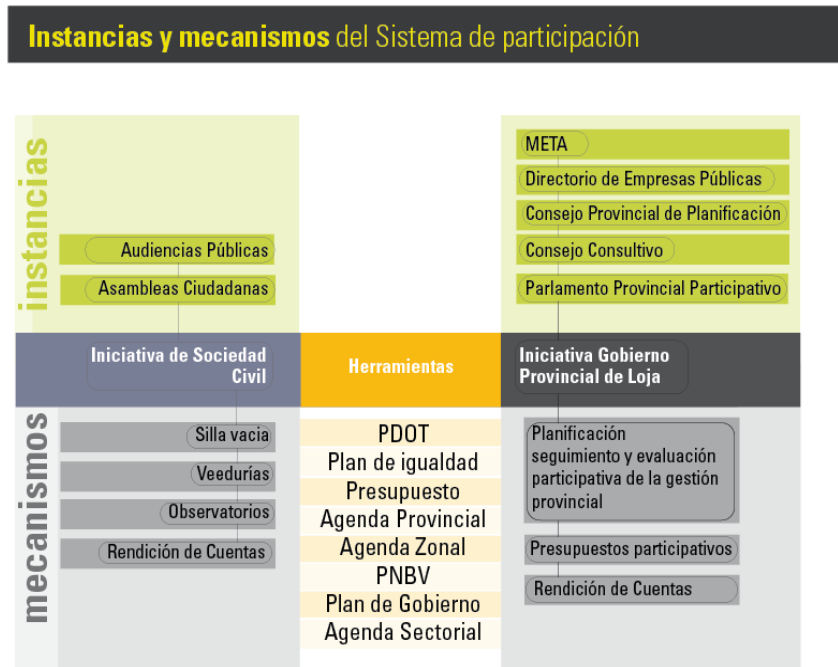 Instancias y mecanismos del Sistema de participación
instancias
Audiencias Públicas
Asambleas Ciudadanas
META
Directorio de Empresas Públicas
Consejo Provincial de Planificación
Consejo Consultivo
Parlamento Provincial Participativo
Iniciativa de Sociedad
Civil
Herramientas
Iniciativa Gobierno
Provincial de Loja
mecanismos
Silla vacia
Veedurías
Observatorios
Rendición de Cuentas
PDOT
Plan de igualdad
Presupuesto
Agenda Provincial
Agenda Zonal
PNBV
Plan de Gobierno
Agenda Sectorial
Planificación
seguimiento y evaluación
participativa de la gestión
provincial
Presupuestos participativos
Rendición de Cuentas